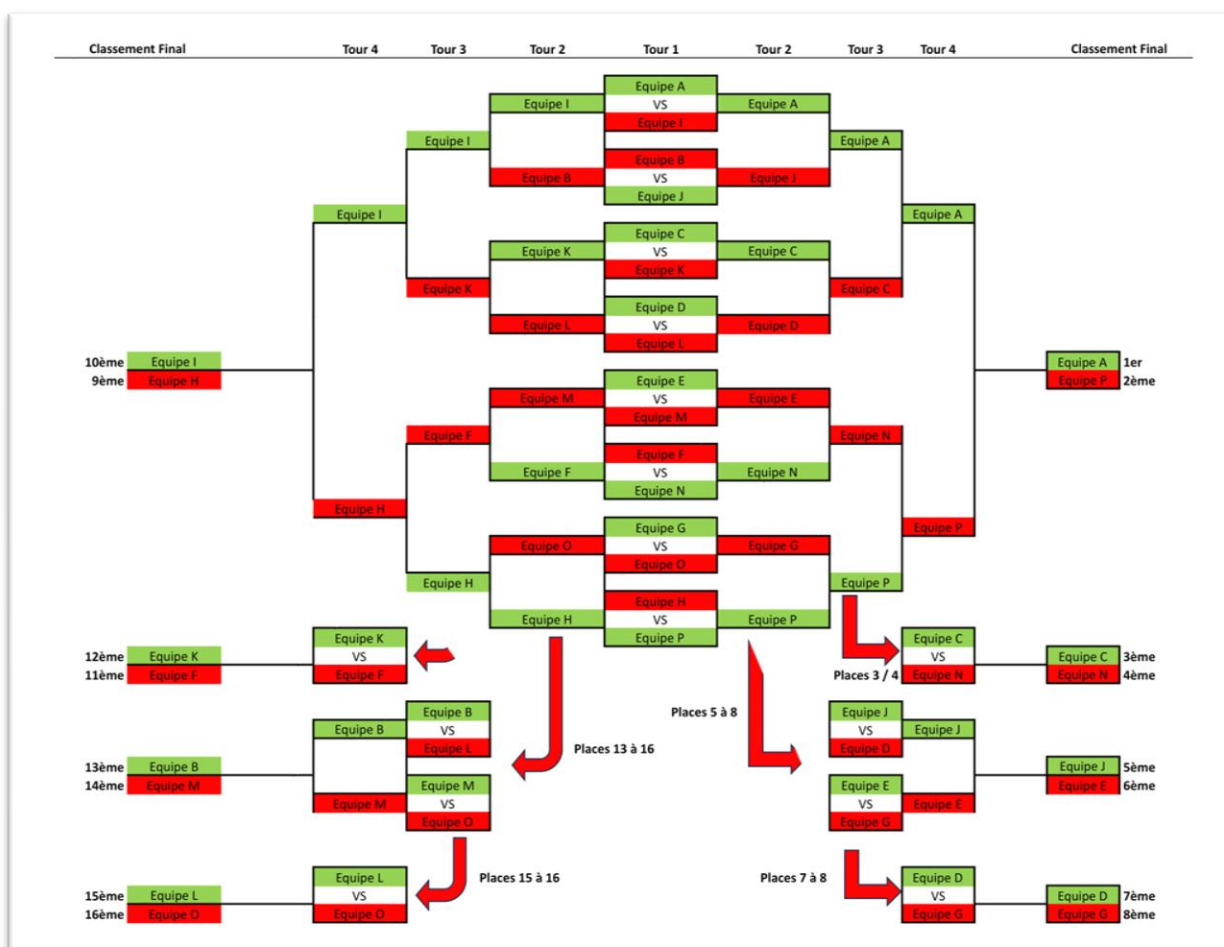 Classement Final Tour 4 Tour 3 Tour 2 Tour 1 Tour 2 Tour 3 Tour 4 Classement Final
Equipe A
Equipe I VS Equipe A
Equipe I
Equipe I Equipe A
Equipe B
Equipe B VS Equipe J
Equipe J
Equipe I Equipe A
Equipe C
Equipe K VS Equipe C
Equipe K
Equipe K Equipe C
Equipe D
Equipe L VS Equipe D
Equipe L
10ème Equipe I Equipe A 1er
9ème Equipe H Equipe P 2ème
Equipe E
Equipe M VS Equipe E
Equipe M
Equipe F Equipe N
Equipe F
Equipe F VS Equipe N
Equipe N
Equipe H Equipe P
Equipe G
Equipe O VS Equipe G
Equipe O
Equipe H Equipe P
Equipe H
Equipe H VS Equipe P
Equipe P
Equipe K Equipe C
12ème Equipe K VS VS Equipe C 3ème
11ème Equipe F Equipe F Places 3 / 4 Equipe N Equipe N 4ème
Equipe B Places 5 à 8 Equipe J
Equipe B VS VS Equipe J
Equipe L Places 13 à 16 Equipe D
13ème Equipe B Equipe J 5ème
14ème Equipe M Equipe M Equipe E Equipe E 6ème
Equipe M VS VS Equipe E
Equipe O Equipe G
Equipe L Places 15 à 16 Places 7 à 8 Equipe D
15ème Equipe L VS VS Equipe D 7ème
16ème Equipe O Equipe O Equipe G Equipe G 8ème